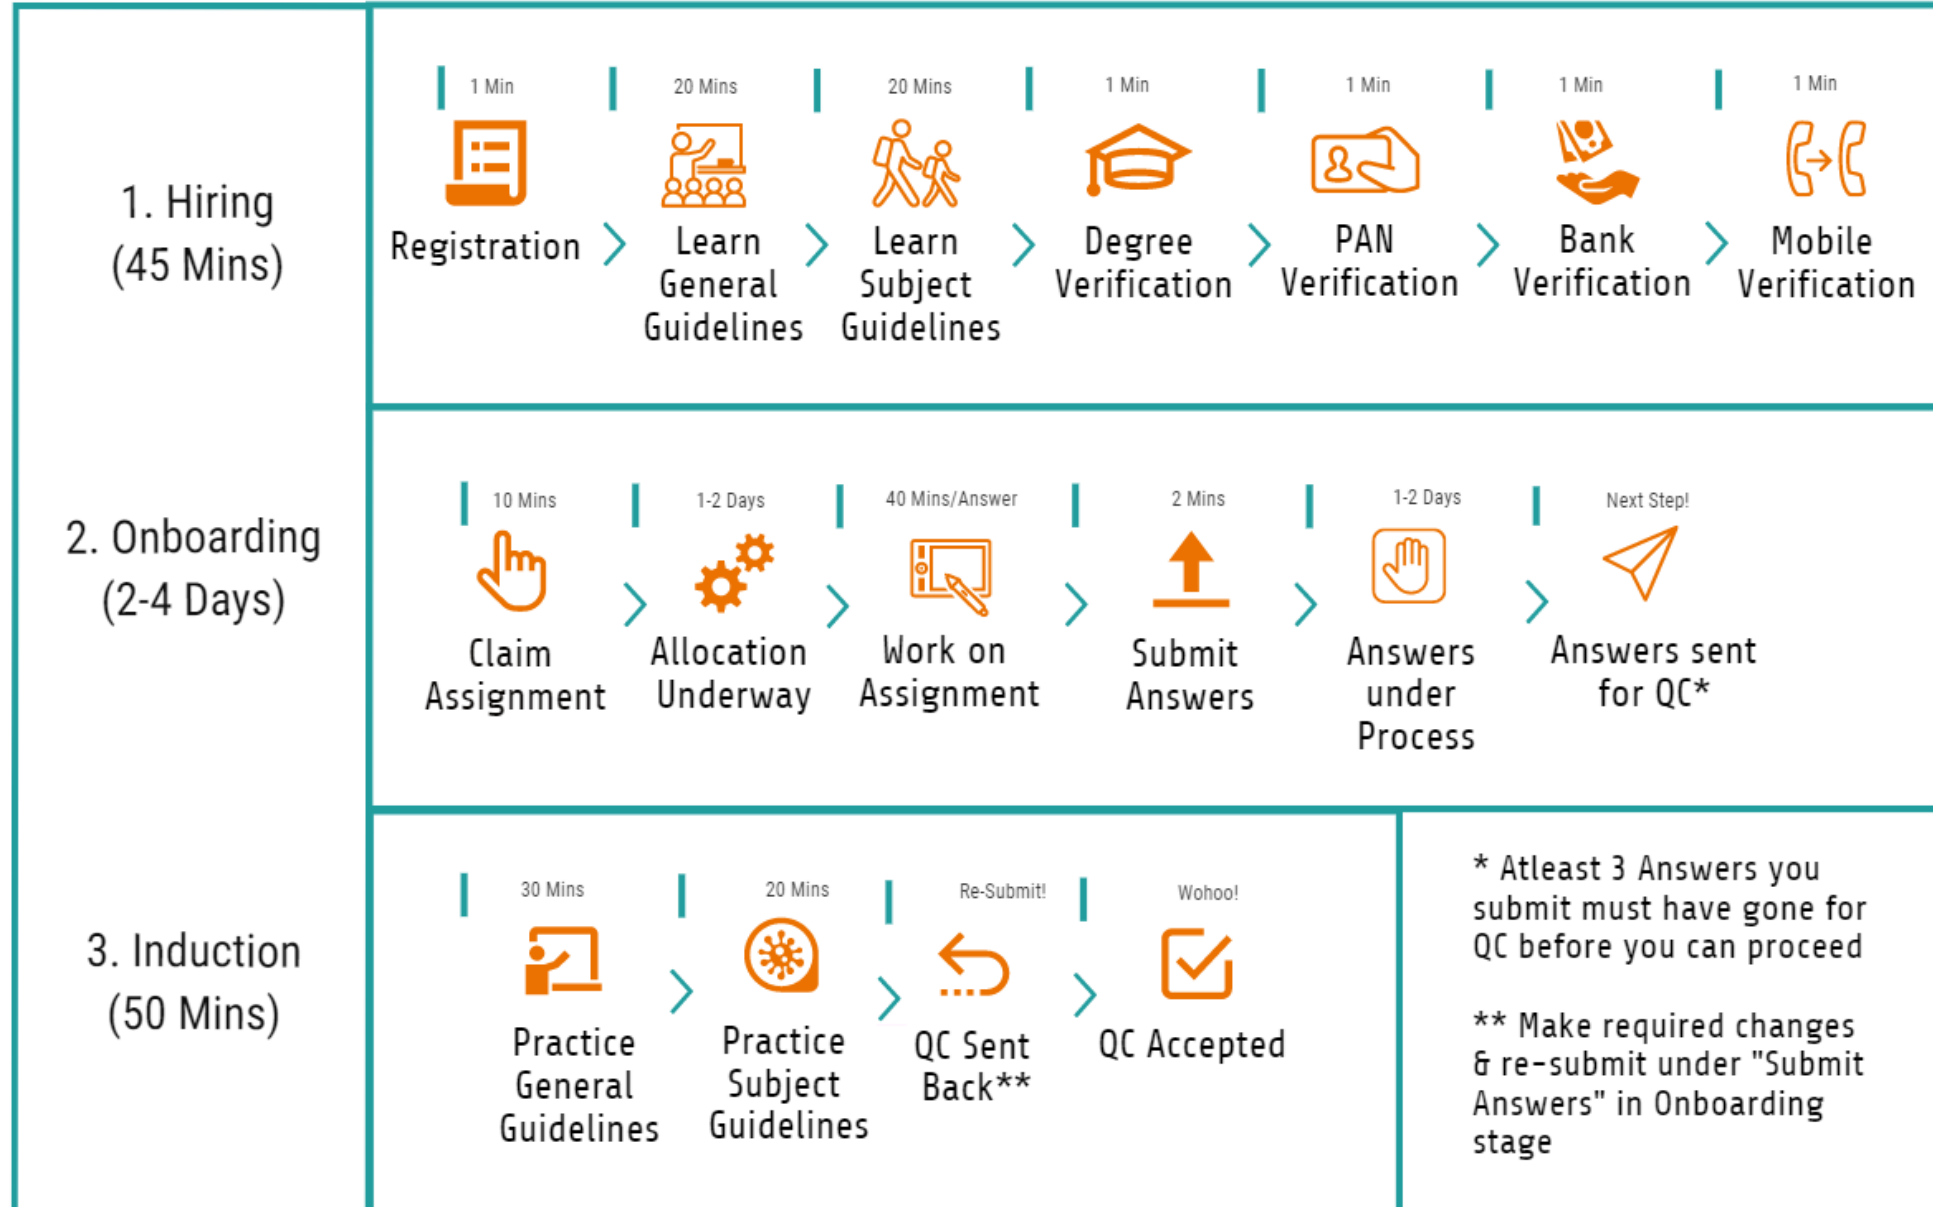 1. Hiring
(45 Mins)
1 Min
20 Mins
20 Mins
1 Min
1 Min
1 Min
1 Min
Registration
Learn
General
Guidelines
Learn
Subject
Guidelines
Degree
Verification
PAN
Verification
Bank
Verification
Mobile
Verification
2. Onboarding
(2-4 Days)
10 Mins
1-2 Days
40 Mins/Answer
2 Mins
1-2 Days
Next Step!
Claim
Assignment
Allocation
Underway
Work on
Assignment
Submit
Answers
Answers
under
Process
Answers sent
for QC*
3. Induction
(50 Mins)
30 Mins
20 Mins
Re-Submit!
Wohoo!
Practice
General
Guidelines
Practice
Subject
Guidelines
QC Sent
Back**
QC Accepted
* Atleast 3 Answers you
submit must have gone for
QC before you can proceed
** Make required changes
& re-submit under "Submit
Answers" in Onboarding
stage